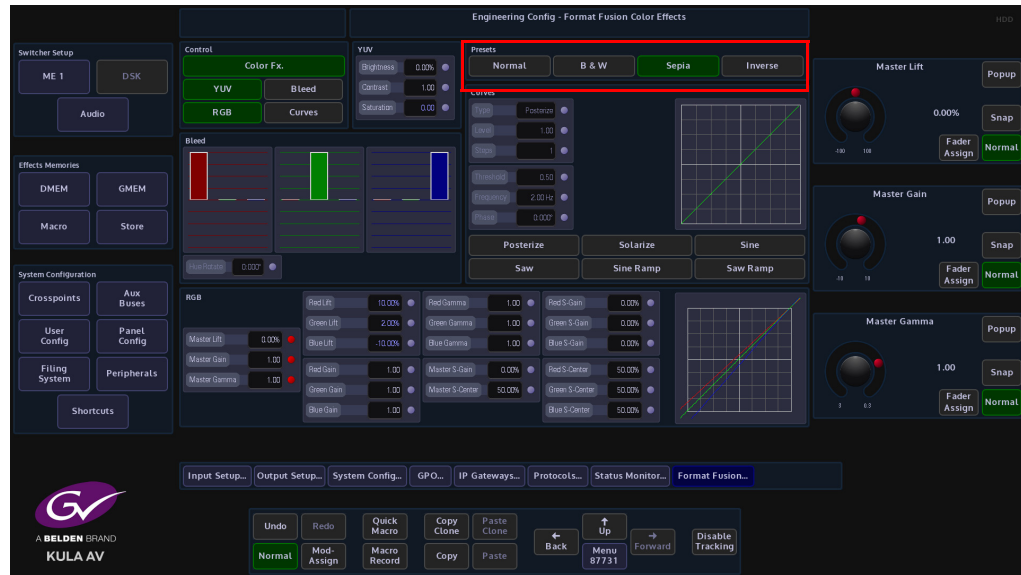 Engineering Config - Format Fusion Color Effects
HDD
Switcher Setup
ME 1
DSK
Audio
Control
Color Fx.
YUV
Bleed
RGB
Curves
YUV
Brightness 0.00%
Contrast 1.00
Saturation 0.00
Presets
Normal
B & W
Sepia
Inverse
Curves
Type Posterize
Level 1.00
Steps 1
Threshold 0.50
Frequency 2.00 Hz
Phase 0.000°
Posterize
Solarize
Sine
Saw
Sine Ramp
Saw Ramp
Bleed
Hue Rotate 0.000°
Effects Memories
DMEM
GMEM
Macro
Store
System Configuration
Crosspoints
Aux
Buses
User
Config
Panel
Config
Filing
System
Peripherals
Shortcuts
RGB
Master Lift 0.00%
Master Gain 1.00
Master Gamma 1.00
Red Lift 10.00%
Green Lift 2.00%
Blue Lift -10.00%
Red Gain 1.00
Green Gain 1.00
Blue Gain 1.00
Red Gamma 1.00
Green Gamma 1.00
Blue Gamma 1.00
Master S-Gain 0.00%
Master S-Center 50.00%
Red S-Gain 0.00%
Green S-Gain 0.00%
Blue S-Gain 0.00%
Red S-Center 50.00%
Green S-Center 50.00%
Blue S-Center 50.00%
Master Lift
Popup
0.00%
Snap
-100 100
Fader
Assign
Normal
Master Gain
Popup
1.00
Snap
-10 10
Fader
Assign
Normal
Master Gamma
Popup
1.00
Snap
3 0.3
Fader
Assign
Normal
Input Setup...
Output Setup...
System Config...
GPO...
IP Gateways...
Protocols...
Status Monitor...
Format Fusion...
GV
A BELDEN BRAND
KULA AV
Undo
Redo
Quick
Macro
Copy
Clone
Paste
Clone
Normal
Mod-
Assign
Macro
Record
Copy
Paste
← Back
↑ Up
Menu
87731
→ Forward
Disable
Tracking